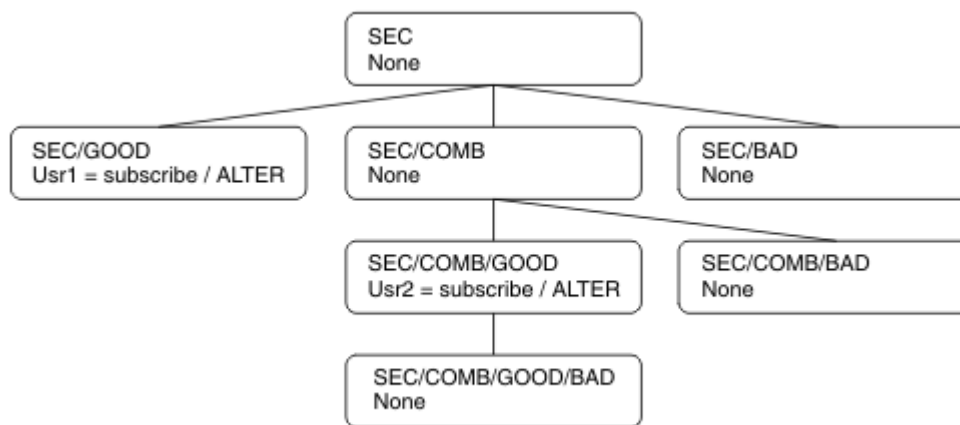 SEC
None
SEC/GOOD
Usr1 = subscribe / ALTER
SEC/COMB
None
SEC/BAD
None
SEC/COMB/GOOD
Usr2 = subscribe / ALTER
SEC/COMB/BAD
None
SEC/COMB/GOOD/BAD
None